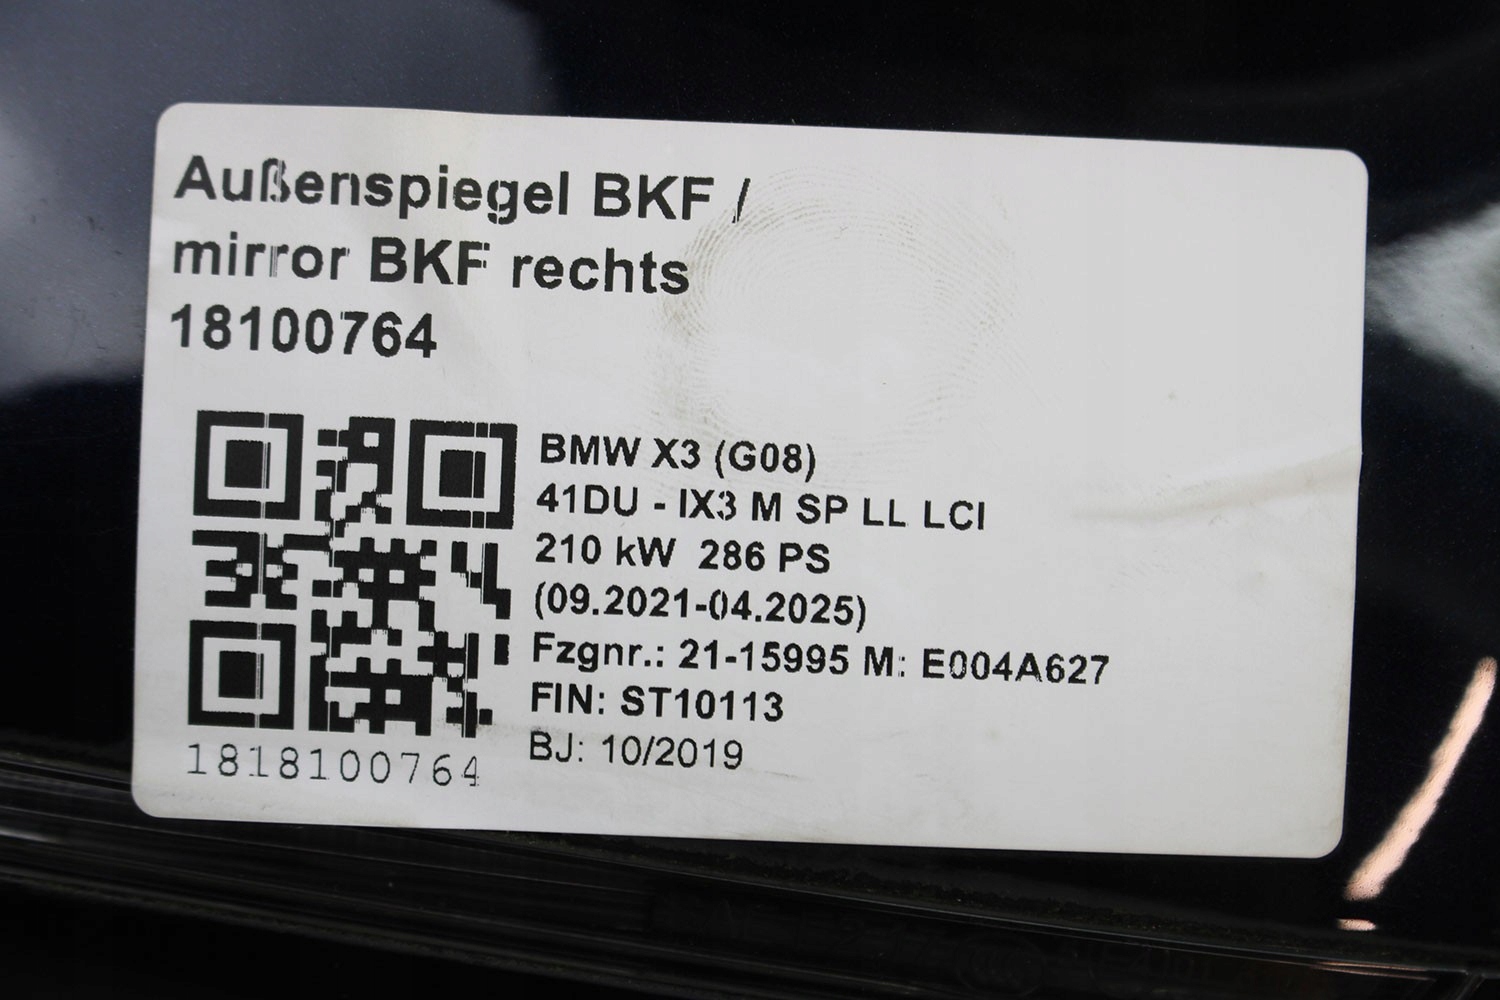 Außenspiegel BKF /
mirror BKF rechts
18100764
BMW X3 (G08)
41DU - IX3 M SP LL LCI
210 kW 286 PS
(09.2021-04.2025)
Fzgnr.: 21-15995 M: E004A627
FIN: ST10113
BJ: 10/2019
1818100764